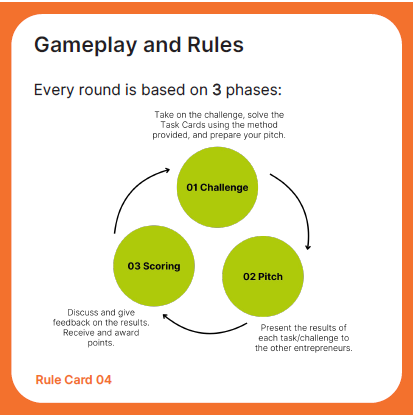 Gameplay and Rules
Every round is based on 3 phases:
Take on the challenge, solve the
Task Cards using the method
provided, and prepare your pitch.
01 Challenge
02 Pitch
Present the results of
each task/challenge to
the other entrepreneurs.
03 Scoring
Discuss and give
feedback on the results.
Receive and award
points.
Rule Card 04